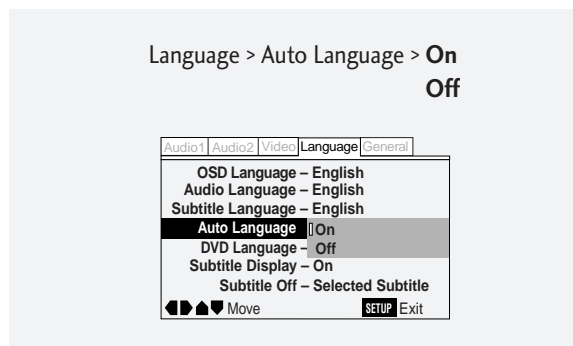 Language > Auto Language > On
Off
Audio1 Audio2 Video Language General
OSD Language – English
Audio Language – English
Subtitle Language – English
Auto Language On
DVD Language – Off
Subtitle Display – On
Subtitle Off – Selected Subtitle
Move SETUP Exit